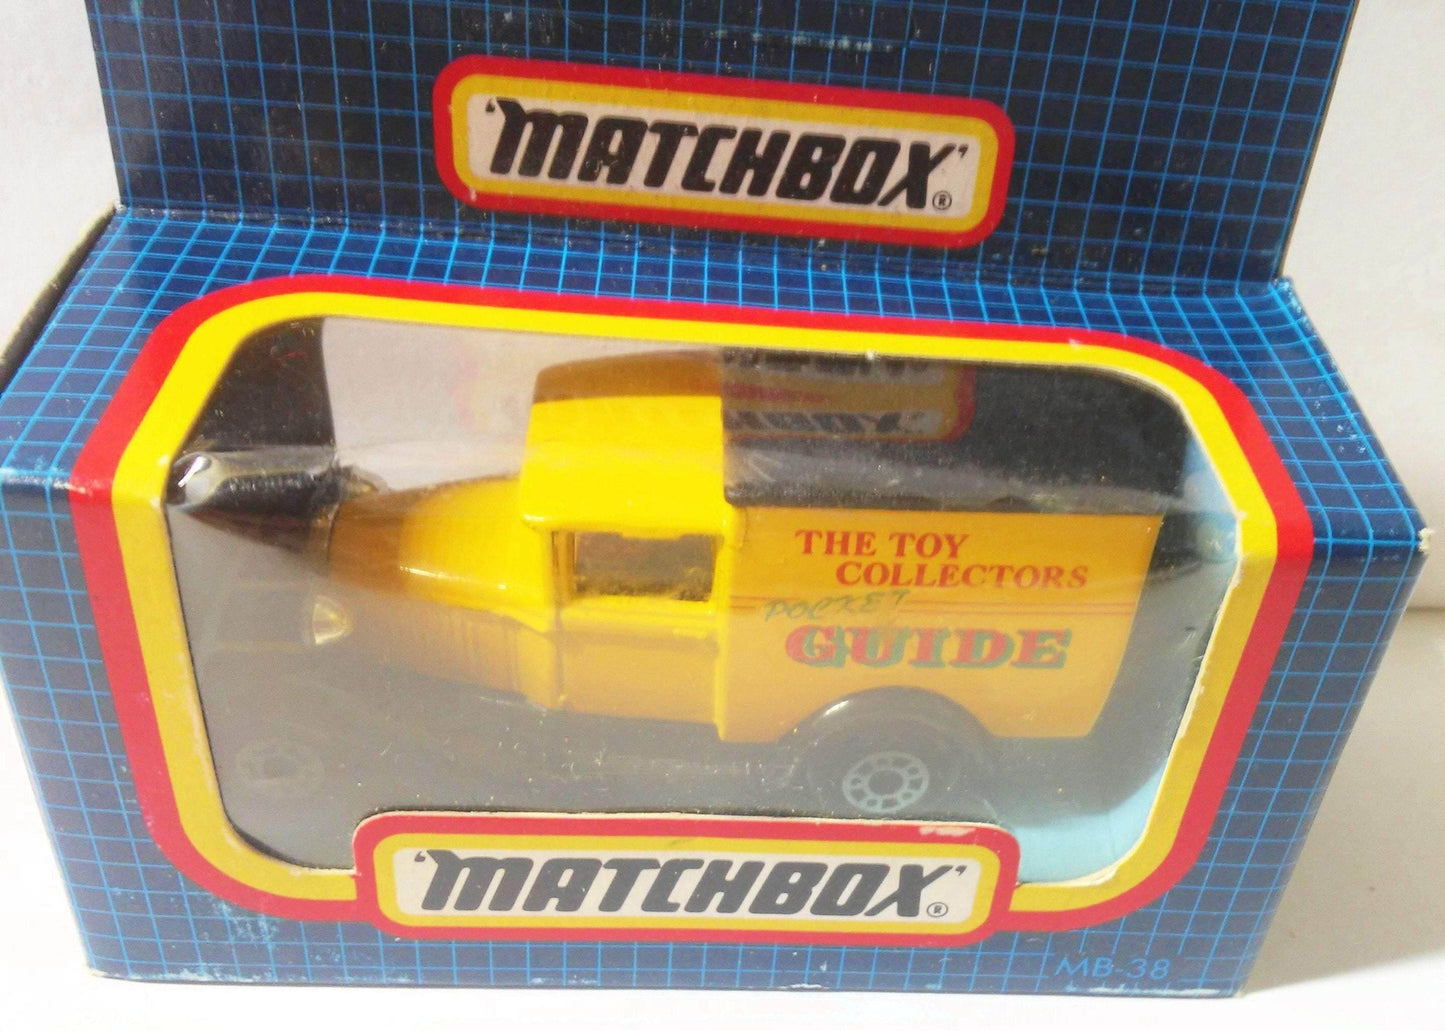 'MATCHBOX'®
THE TOY
COLLECTORS
POCKET
GUIDE
'MATCHBOX'®
MB-38